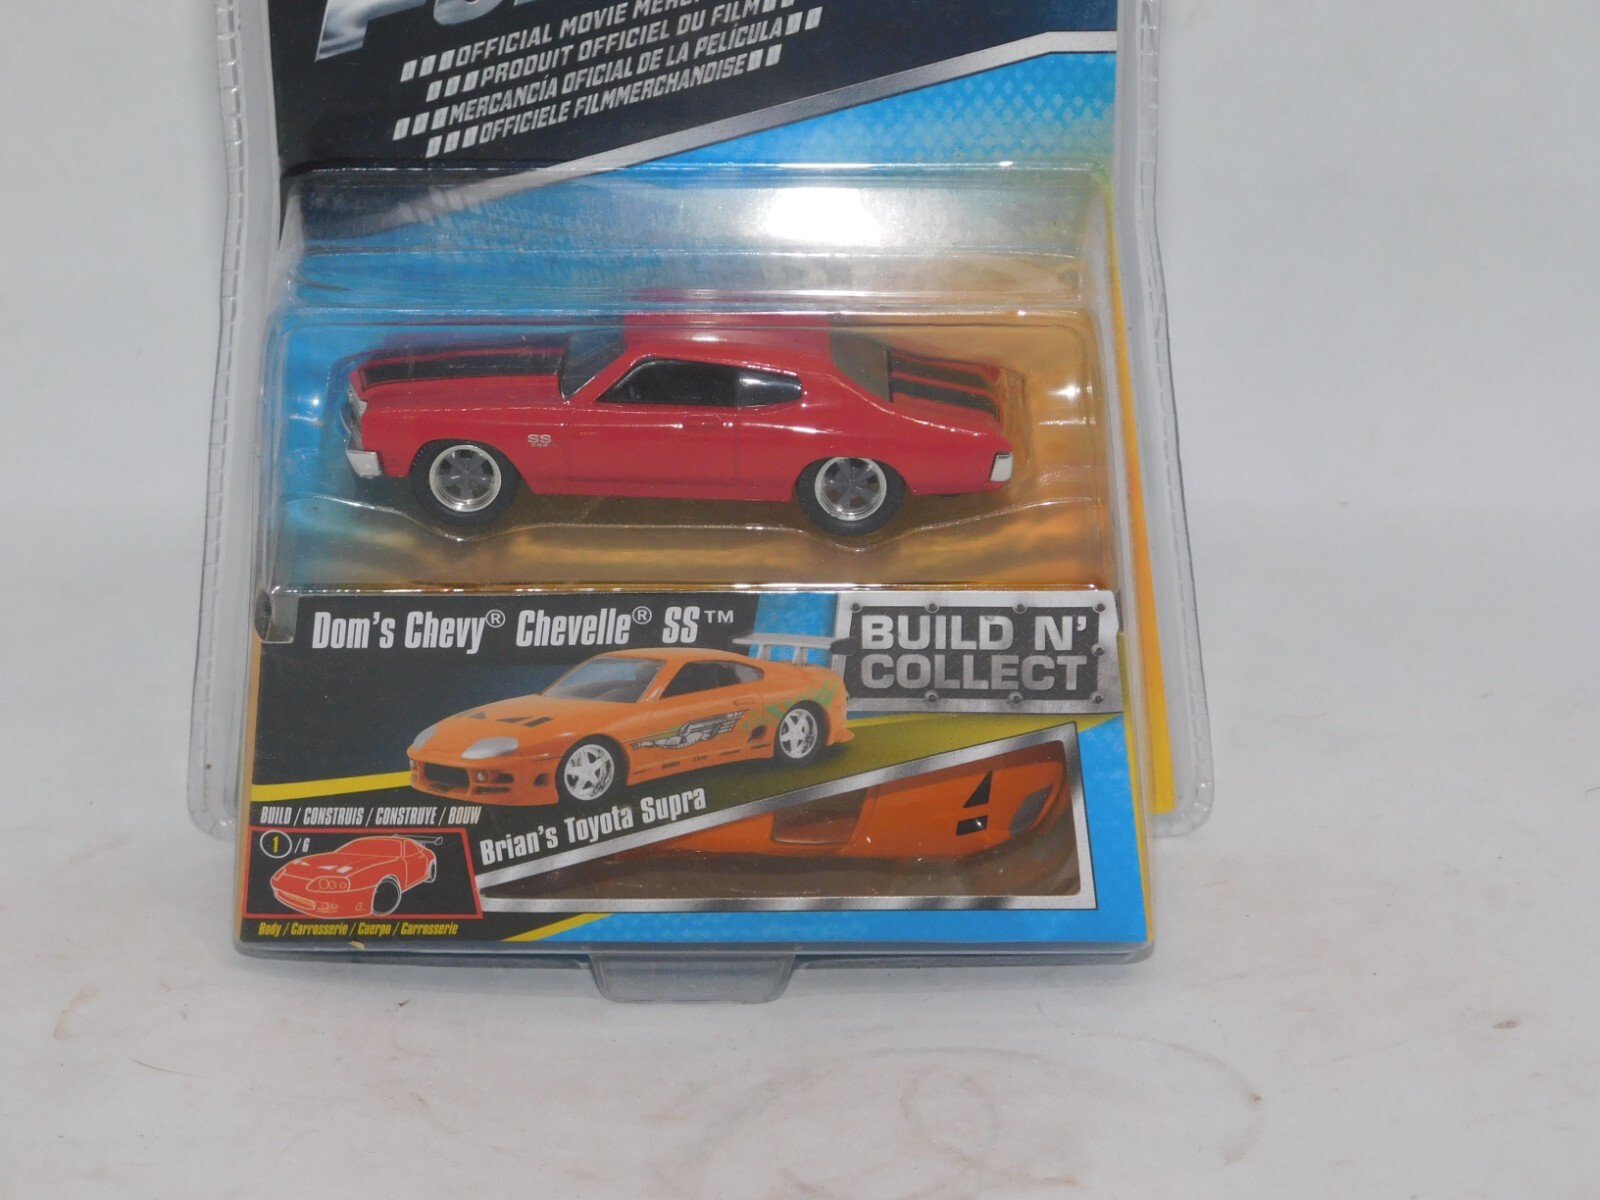 OFFICIAL MOVIE
PRODUIT OFFICIEL DU FILM
MERCANCÍA OFICIAL DE LA PELÍCULA
OFFICIELE FILMMERCHANDISE
SS
Dom's Chevy® Chevelle® SS™
BUILD N'
COLLECT
BUILD / CONSTRUIS / CONSTRUYE / BOUW
1/6
Brian's Toyota Supra
Body / Carrosserie / Cuerpo / Carrosserie